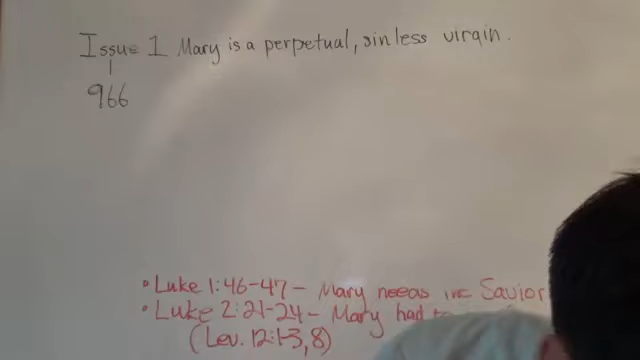 Issue 1 Mary is a perpetual, sinless virgin.
966
• Luke 1:46-47 - Mary needs the Savior
• Luke 2:21-24 - Mary had to
(Lev. 12:1-3, 8)